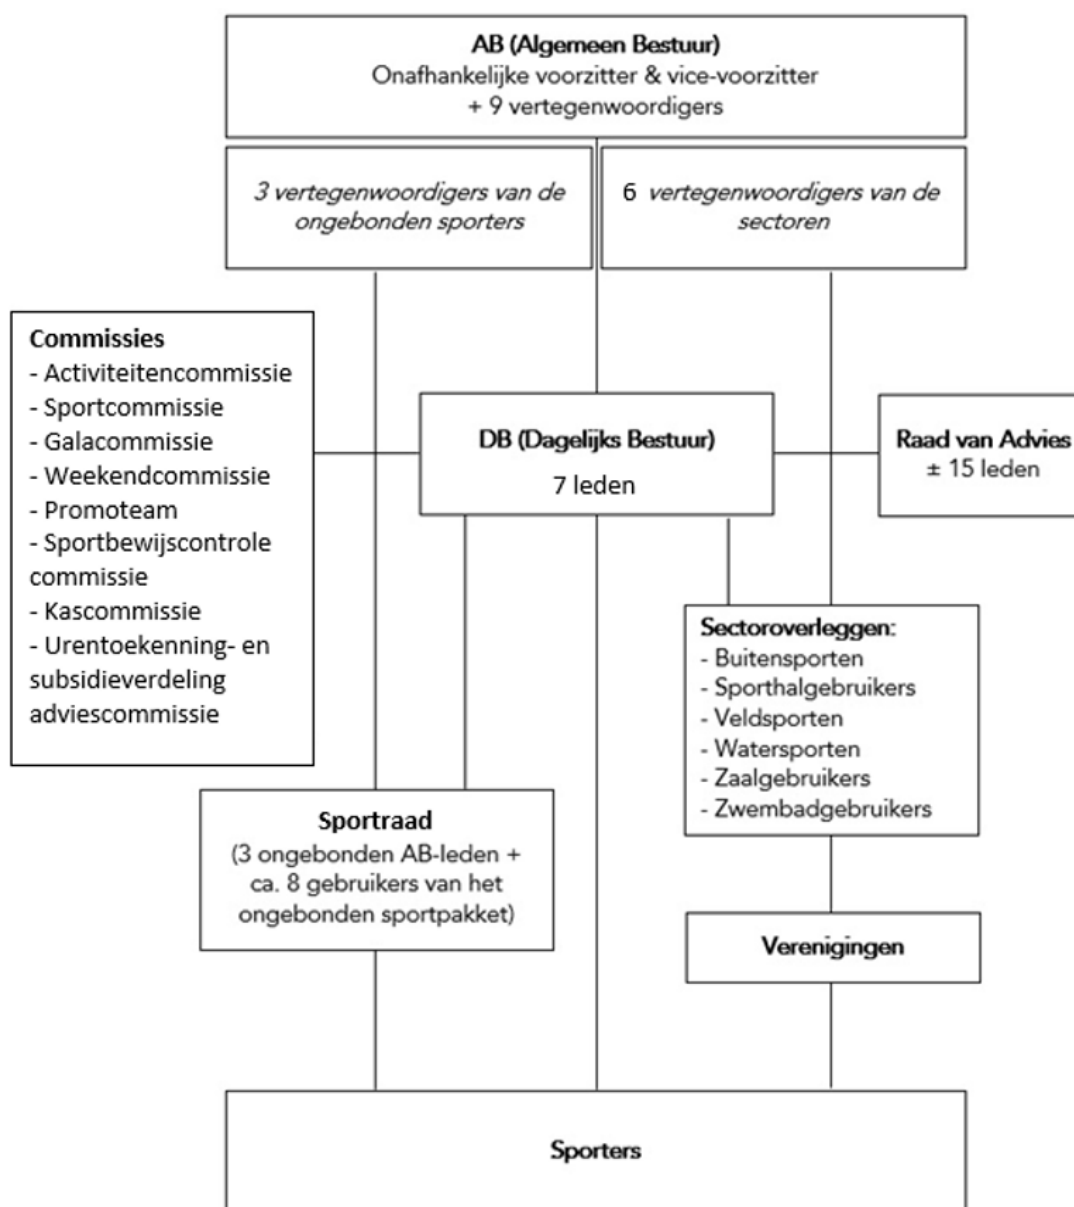 AB (Algemeen Bestuur)
Onafhankelijke voorzitter & vice-voorzitter
+ 9 vertegenwoordigers
3 vertegenwoordigers van de
ongebonden sporters
6 vertegenwoordigers van de
sectoren
Commissies
- Activiteitencommissie
- Sportcommissie
- Galacommissie
- Weekendcommissie
- Promoteam
- Sportbewijscontrole
commissie
- Kascommissie
- Urentoekenning- en
subsidieverdeling
adviescommissie
DB (Dagelijks Bestuur)
7 leden
Raad van Advies
± 15 leden
Sectoroverleggen:
- Buitensporten
- Sporthalgebruikers
- Veldsporten
- Watersporten
- Zaalgebruikers
- Zwembadgebruikers
Sportraad
(3 ongebonden AB-leden +
ca. 8 gebruikers van het
ongebonden sportpakket)
Verenigingen
Sporters